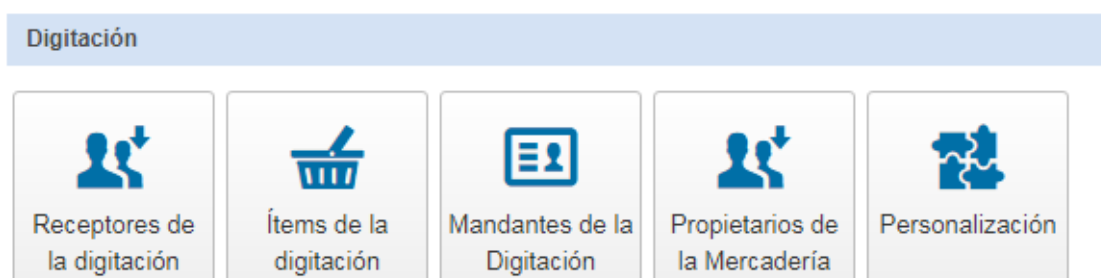 Digitación
Receptores de
la digitación
Ítems de la
digitación
Mandantes de la
Digitación
Propietarios de
la Mercadería
Personalización